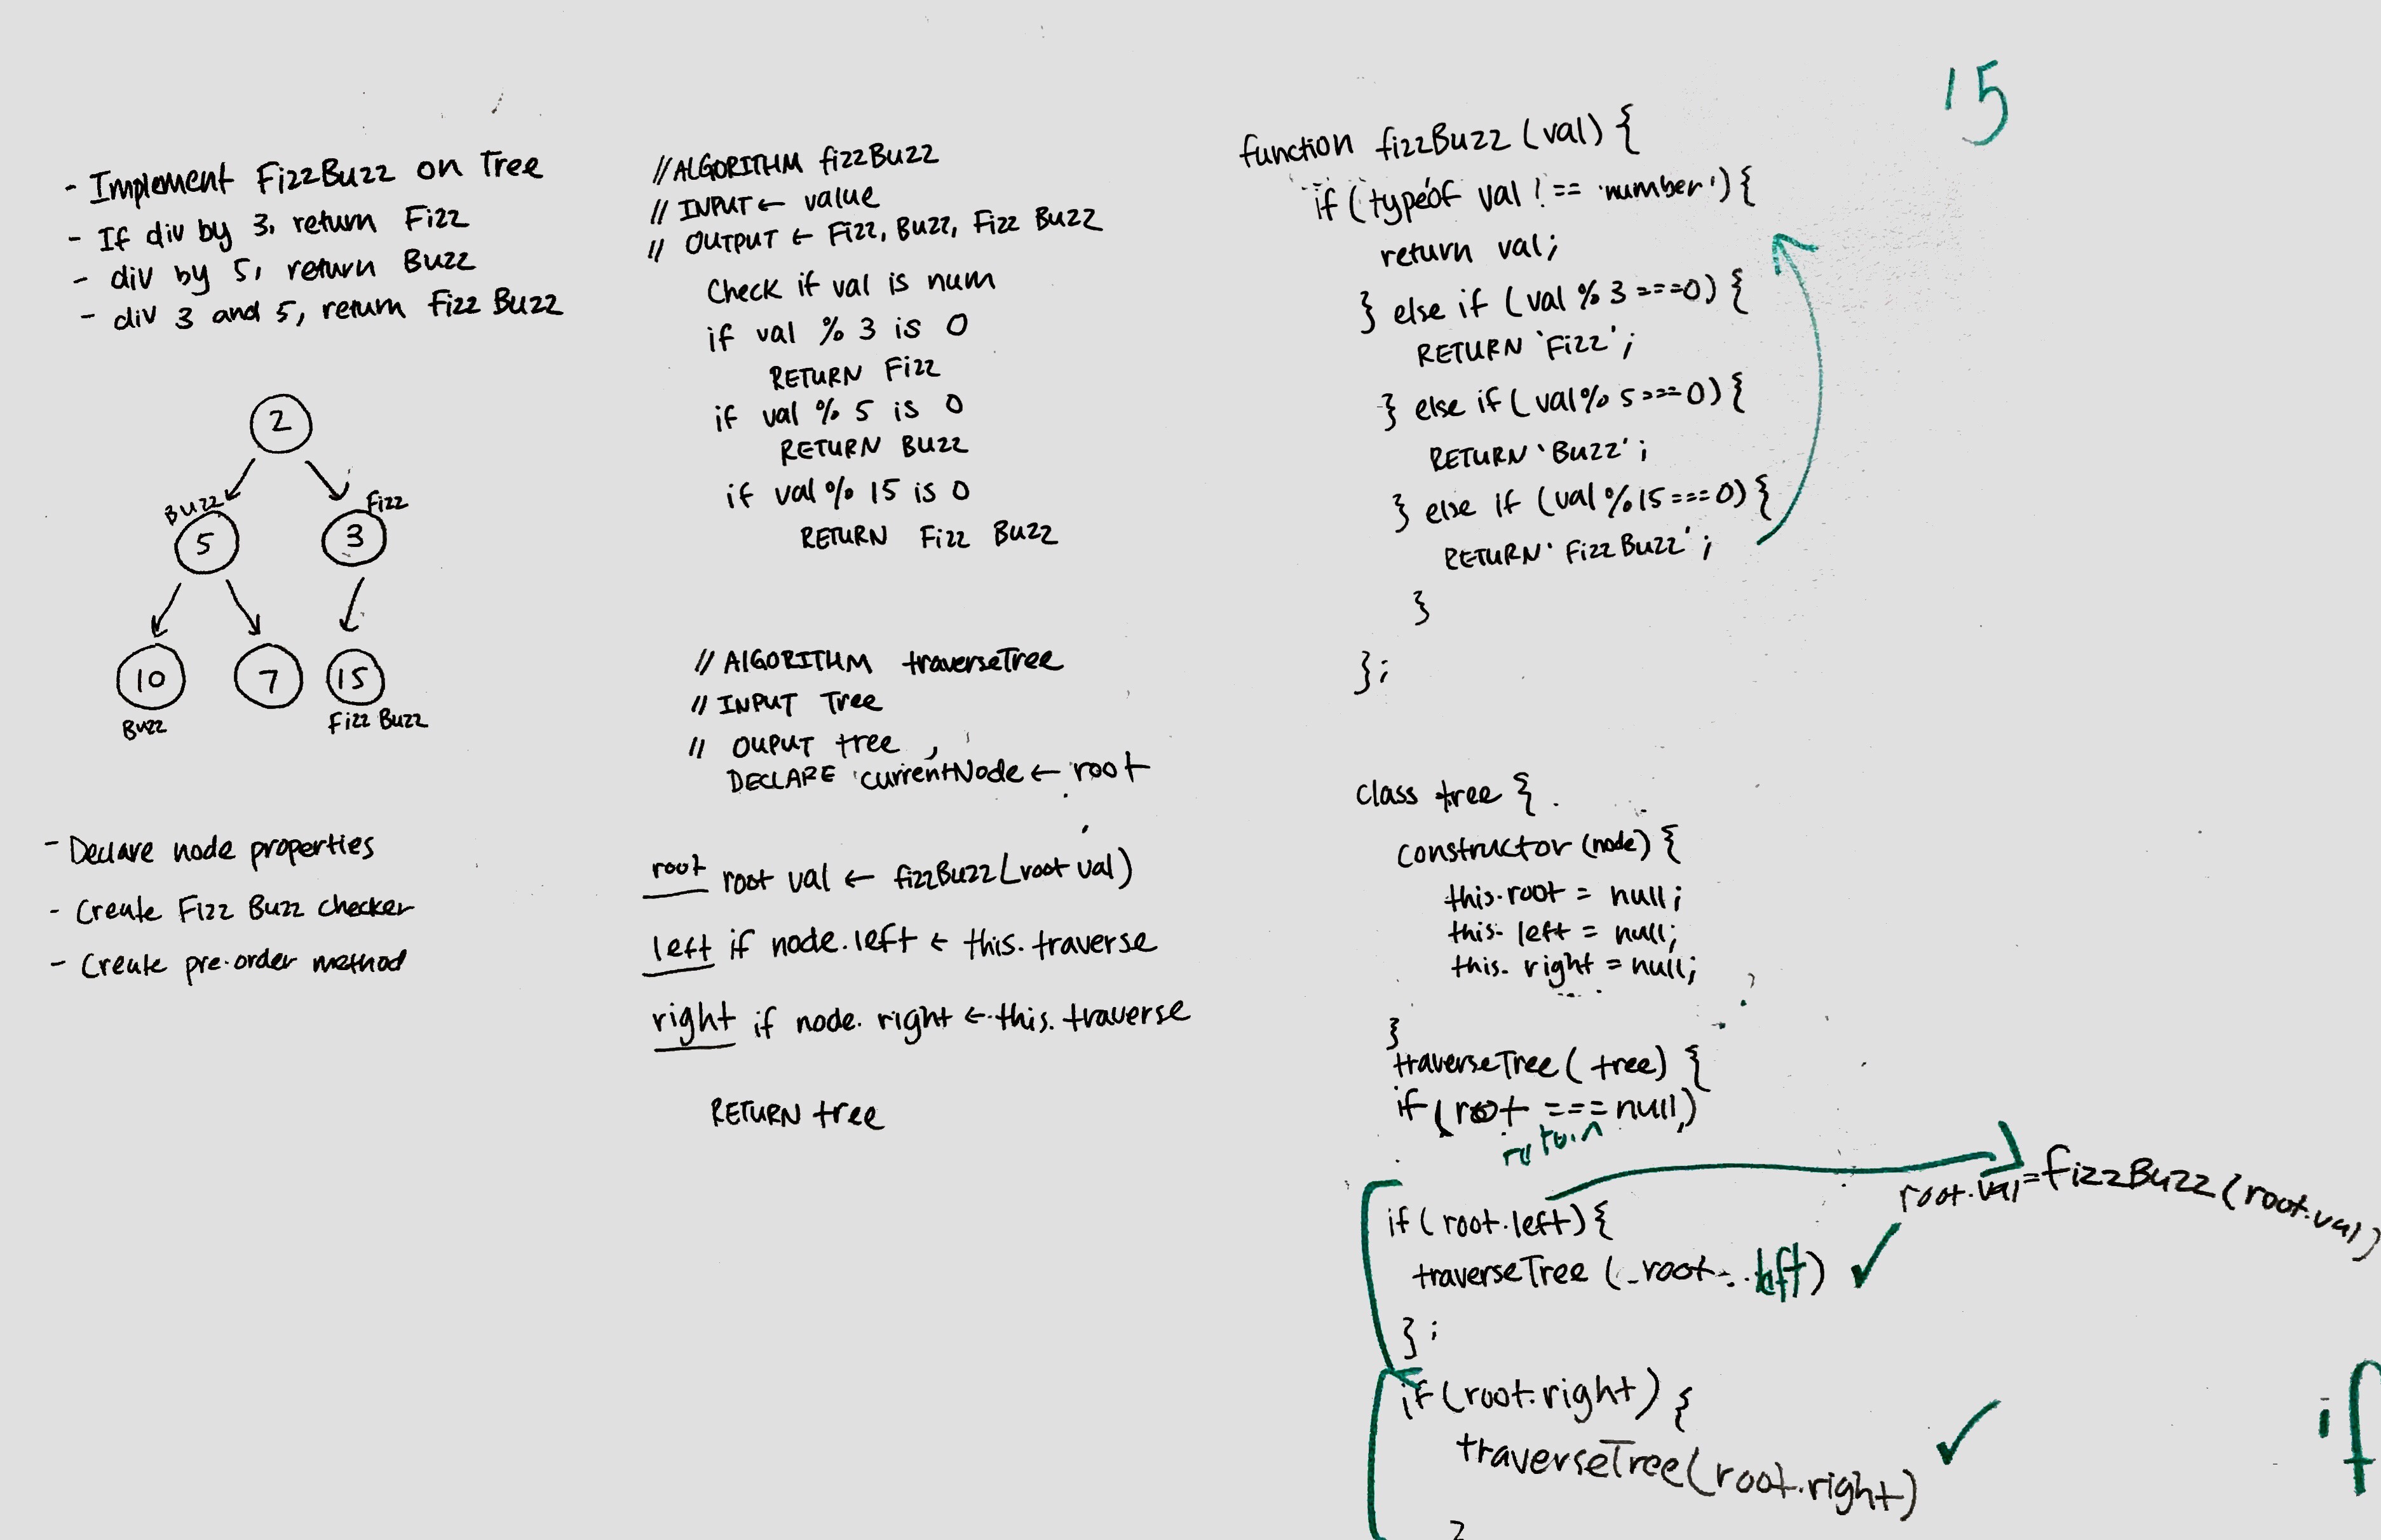 - Implement FizzBuzz on Tree
- If div by 3, return Fizz
- div by 5, return Buzz
- div 3 and 5, return Fizz Buzz
2
Buzz
Fizz
5
3
10
7
15
Buzz
Fizz Buzz
- Declare node properties
- Create Fizz Buzz checker
- Create pre-order method
// ALGORITHM fizzBuzz
// INPUT ← value
// OUTPUT ← Fizz, Buzz, Fizz Buzz
Check if val is num
if val % 3 is 0
RETURN Fizz
if val % 5 is 0
RETURN Buzz
if val % 15 is 0
RETURN Fizz Buzz
// ALGORITHM traverseTree
// INPUT Tree
// OUPUT tree
DECLARE currentNode ← root
root root val ← fizzBuzz(root val)
left if node.left ← this.traverse
right if node.right ← this.traverse
RETURN tree
15
function fizzBuzz (val) {
if (typeof val !== 'number') {
return val;
} else if (val % 3 === 0) {
RETURN 'Fizz';
} else if (val % 5 === 0) {
RETURN 'Buzz';
} else if (val % 15 === 0) {
RETURN 'Fizz Buzz';
}
};
class tree {
constructor (node) {
this.root = null;
this.left = null;
this.right = null;
}
traverseTree (tree) {
if (root === null)
return
root.val = fizzBuzz (root.val)
if (root.left) {
traverseTree (root.left)
};
if (root.right) {
traverseTree (root.right)
}
if